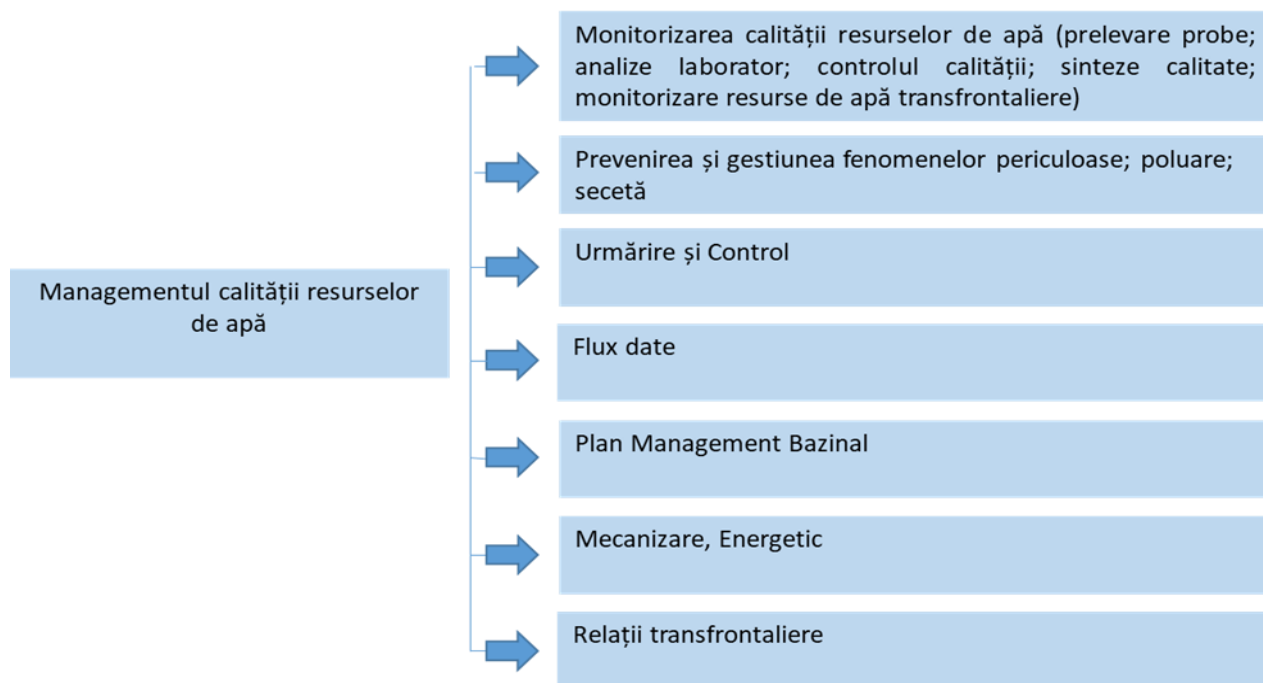 Managementul calității resurselor
de apă
Monitorizarea calității resurselor de apă (prelevare probe;
analize laborator; controlul calității; sinteze calitate;
monitorizare resurse de apă transfrontaliere)
Prevenirea și gestiunea fenomenelor periculoase; poluare;
secetă
Urmărire și Control
Flux date
Plan Management Bazinal
Mecanizare, Energetic
Relații transfrontaliere